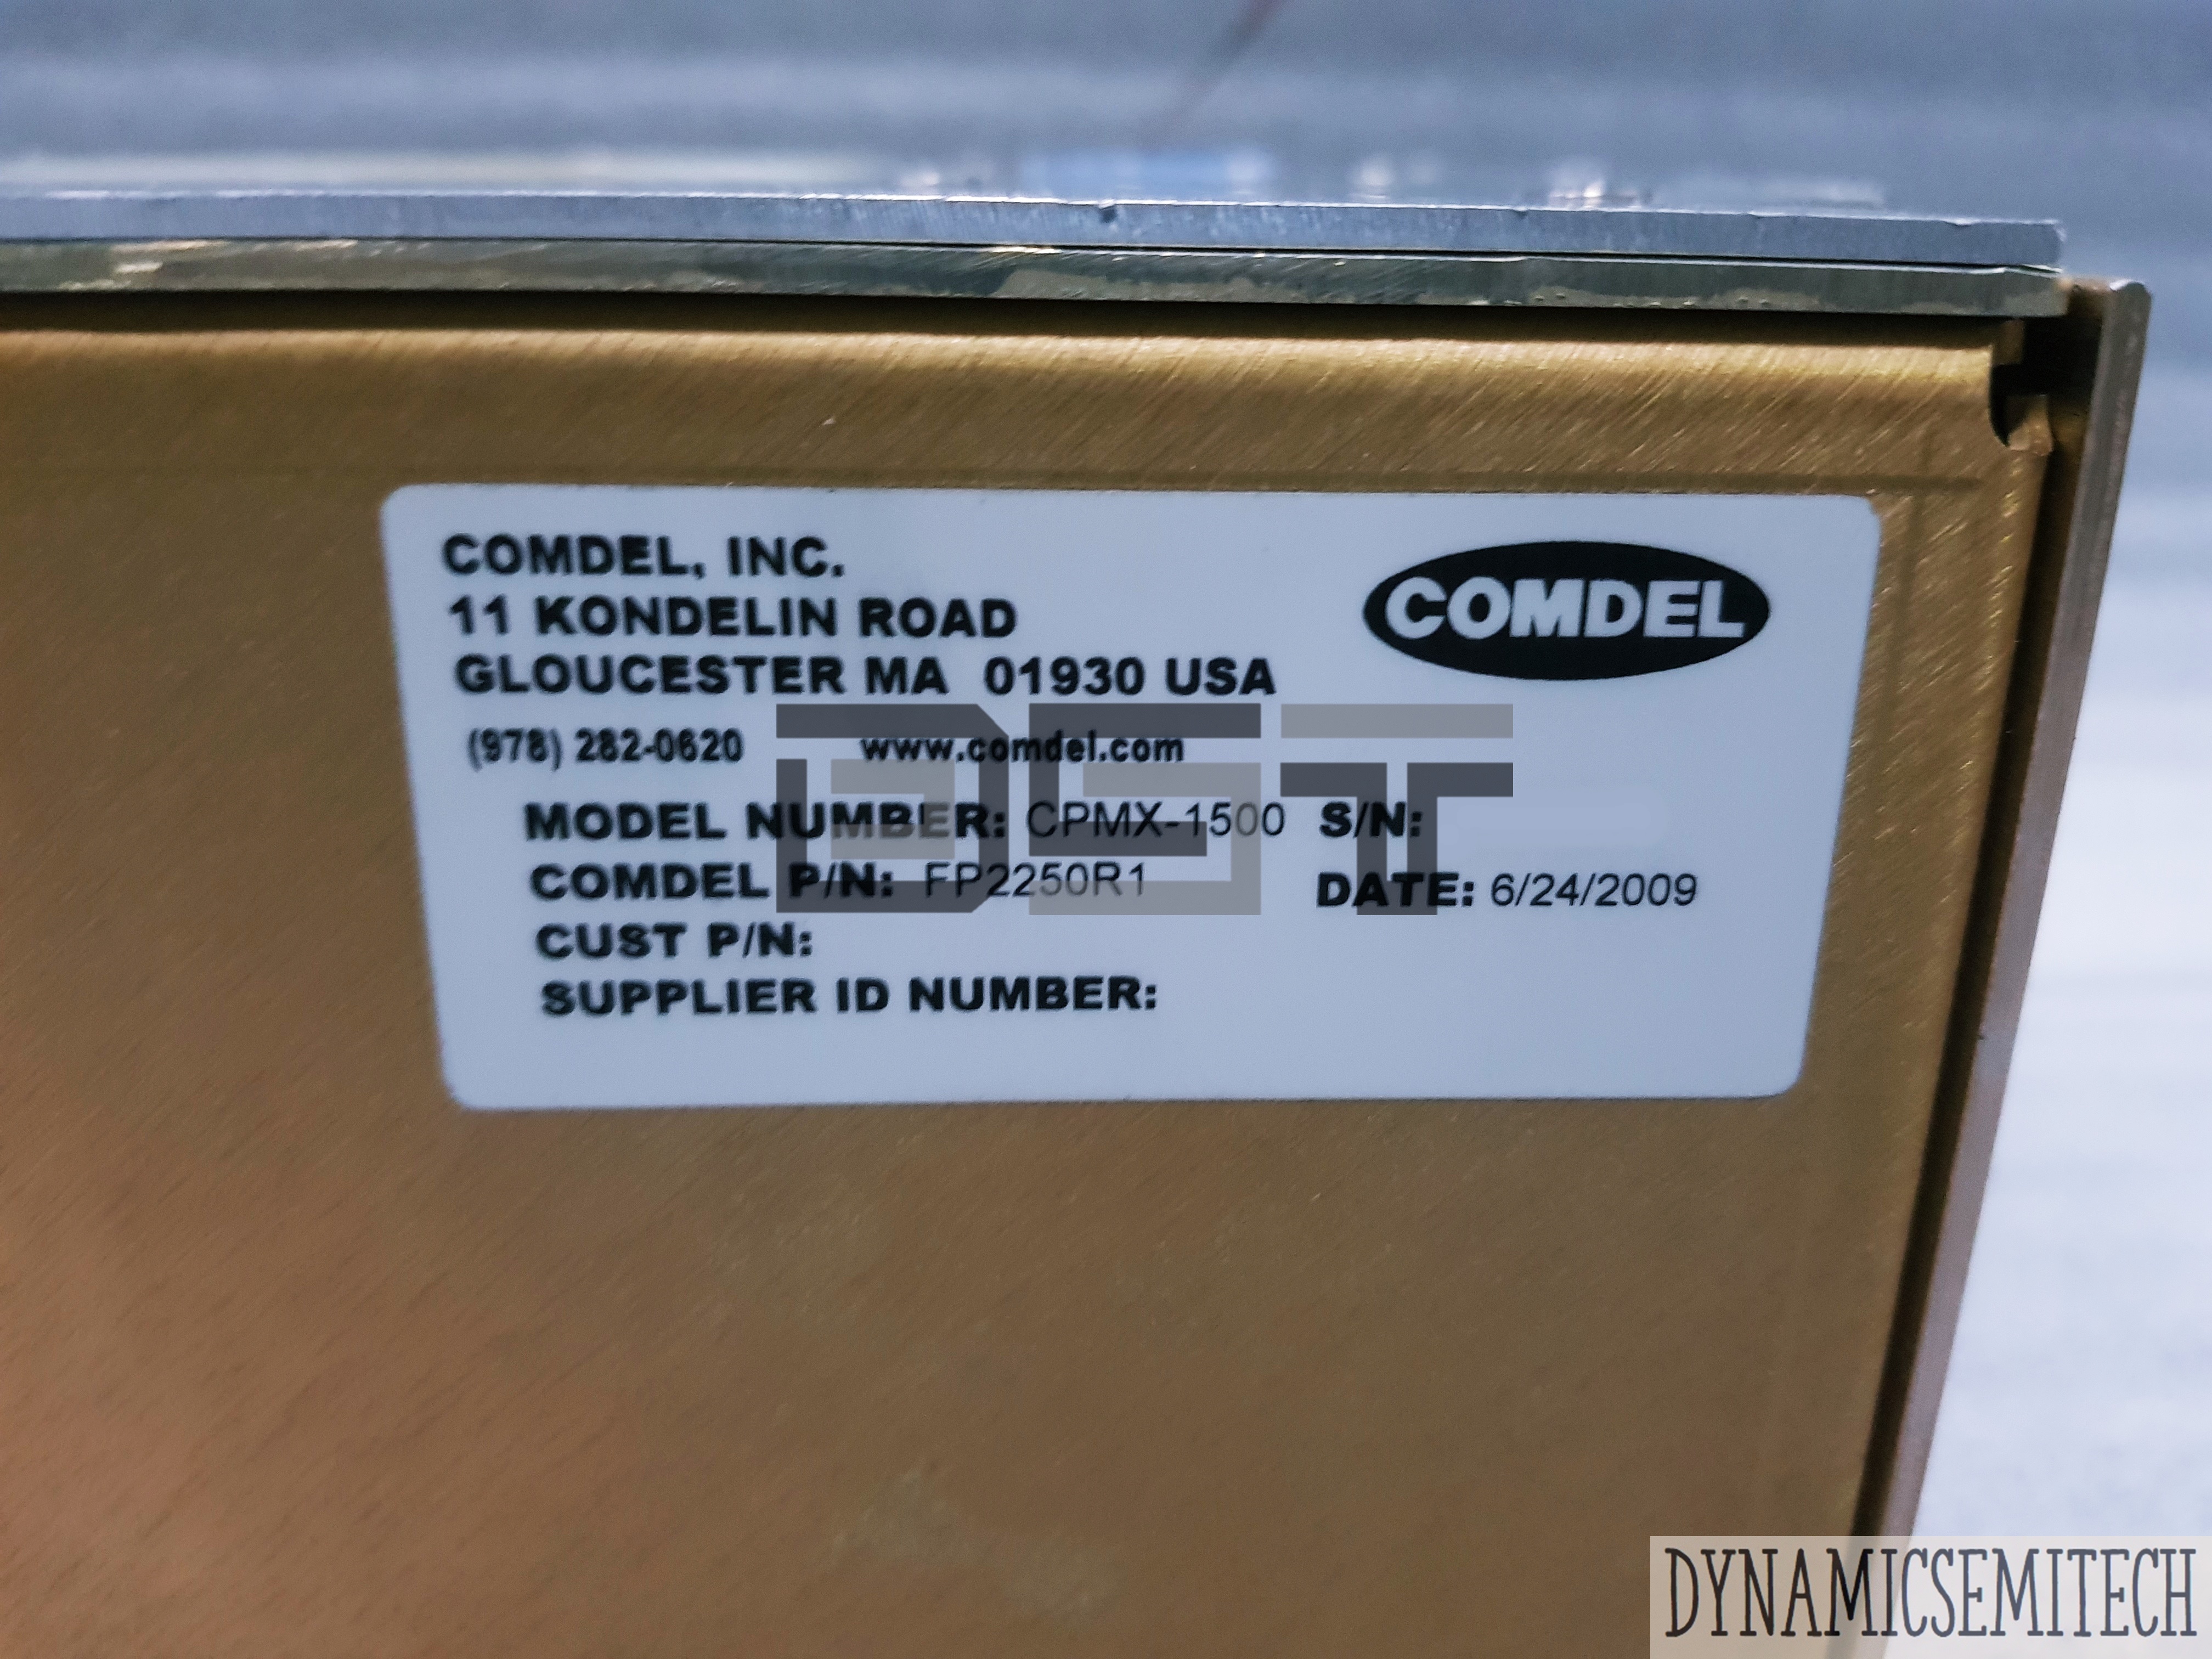 COMDEL, INC.
11 KONDELIN ROAD
GLOUCESTER MA 01930 USA
COMDEL
(978) 282-0620 www.comdel.com
MODEL NUMBER: CPMX-1500 S/N:
COMDEL P/N: FP2250R1 DATE: 6/24/2009
CUST P/N:
SUPPLIER ID NUMBER:
DST
DYNAMICSEMITECH